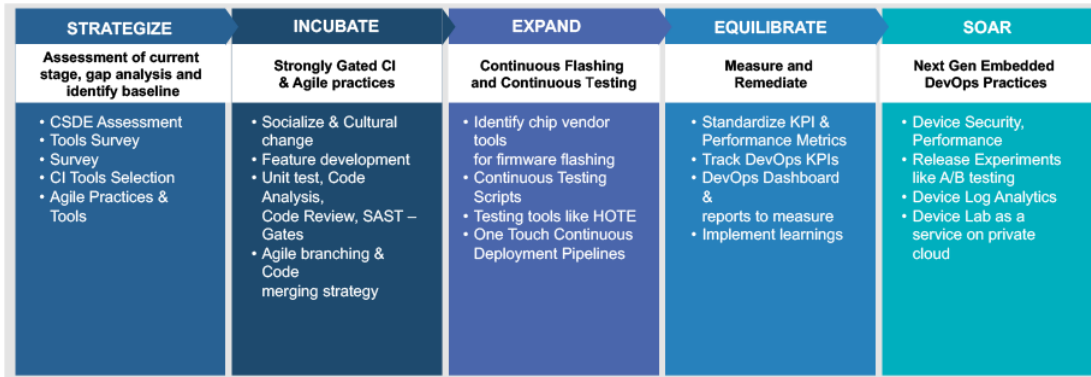 STRATEGIZE
Assessment of current
stage, gap analysis and
identify baseline
• CSDE Assessment
• Tools Survey
• Survey
• CI Tools Selection
• Agile Practices &
Tools
INCUBATE
Strongly Gated CI
& Agile practices
• Socialize & Cultural
change
• Feature development
• Unit test, Code
Analysis,
Code Review, SAST –
Gates
• Agile branching &
Code
merging strategy
EXPAND
Continuous Flashing
and Continuous Testing
• Identify chip vendor
tools
for firmware flashing
• Continuous Testing
Scripts
• Testing tools like HOTE
• One Touch Continuous
Deployment Pipelines
EQUILIBRATE
Measure and
Remediate
• Standardize KPI &
Performance Metrics
• Track DevOps KPIs
• DevOps Dashboard
&
reports to measure
• Implement learnings
SOAR
Next Gen Embedded
DevOps Practices
• Device Security,
Performance
• Release Experiments
like A/B testing
• Device Log Analytics
• Device Lab as a
service on private
cloud